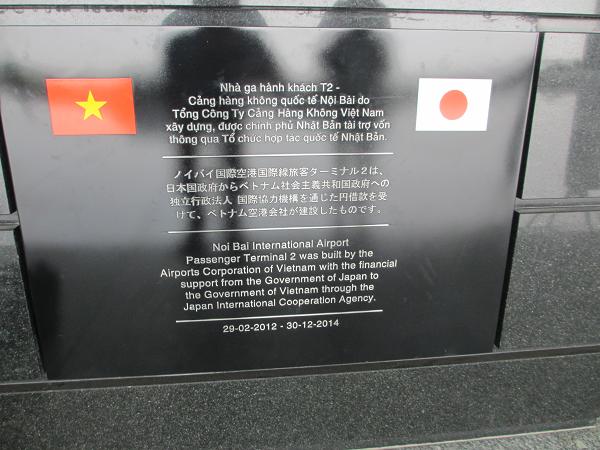 Nhà ga hành khách T2 -
Cảng hàng không quốc tế Nội Bài do
Tổng Công Ty Cảng Hàng Không Việt Nam
xây dựng, được chính phủ Nhật Bản tài trợ vốn
thông qua Tổ chức hợp tác quốc tế Nhật Bản.
ノイバイ国際空港国際線旅客ターミナル2は、
日本国政府からベトナム社会主義共和国政府への
独立行政法人 国際協力機構を通じた円借款を受
けて、ベトナム空港会社が建設したものです。
Noi Bai International Airport
Passenger Terminal 2 was built by the
Airports Corporation of Vietnam with the financial
support from the Government of Japan to
the Government of Vietnam through the
Japan International Cooperation Agency.
29-02-2012 - 30-12-2014